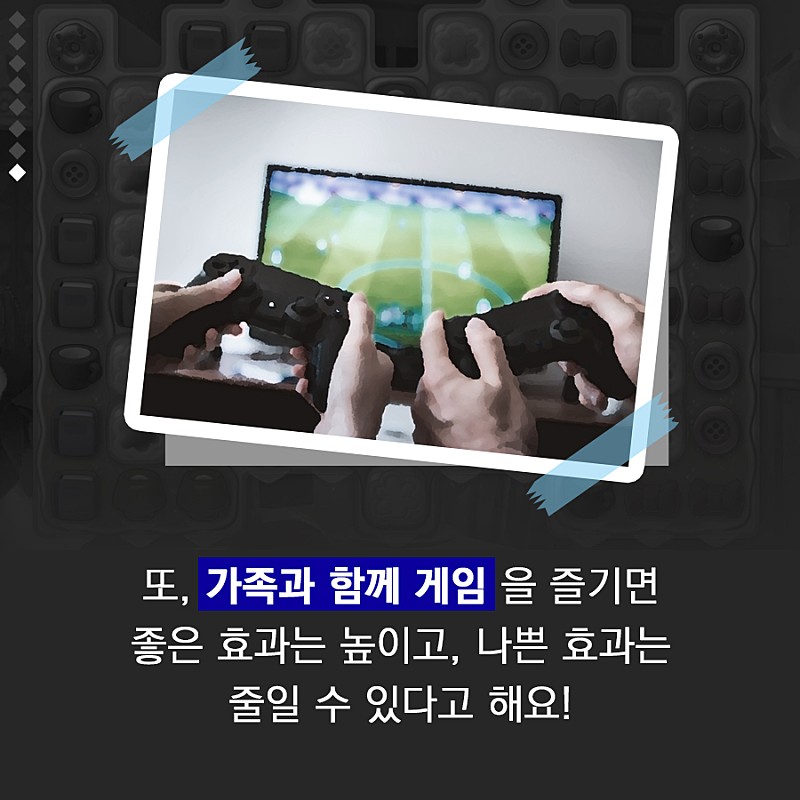 또, 가족과 함께 게임 을 즐기면
좋은 효과는 높이고, 나쁜 효과는
줄일 수 있다고 해요!